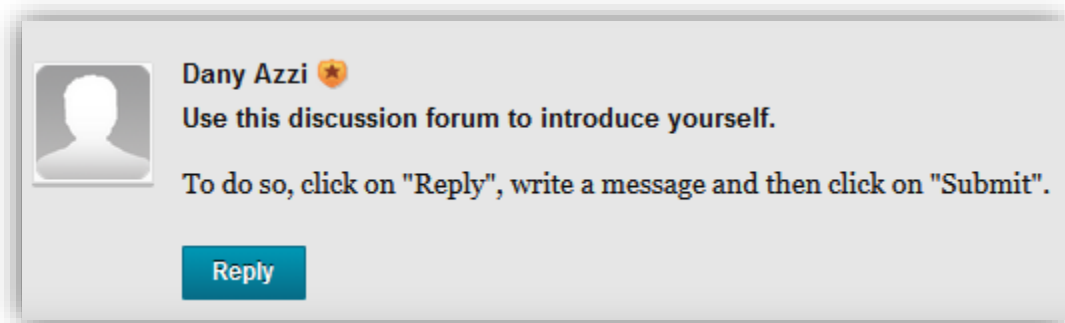 Dany Azzi
Use this discussion forum to introduce yourself.
To do so, click on "Reply", write a message and then click on "Submit".
Reply